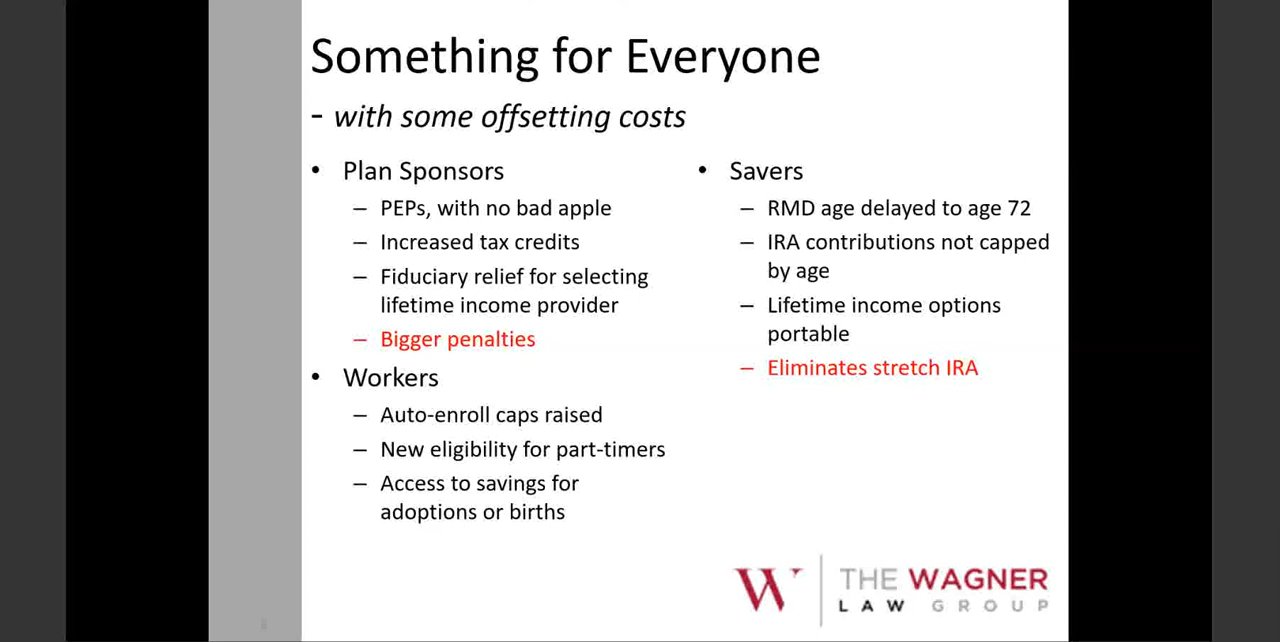 Something for Everyone
- with some offsetting costs
• Plan Sponsors
– PEPs, with no bad apple
– Increased tax credits
– Fiduciary relief for selecting
lifetime income provider
– Bigger penalties
• Workers
– Auto-enroll caps raised
– New eligibility for part-timers
– Access to savings for
adoptions or births
• Savers
– RMD age delayed to age 72
– IRA contributions not capped
by age
– Lifetime income options
portable
– Eliminates stretch IRA
W
THE WAGNER
LAW GROUP